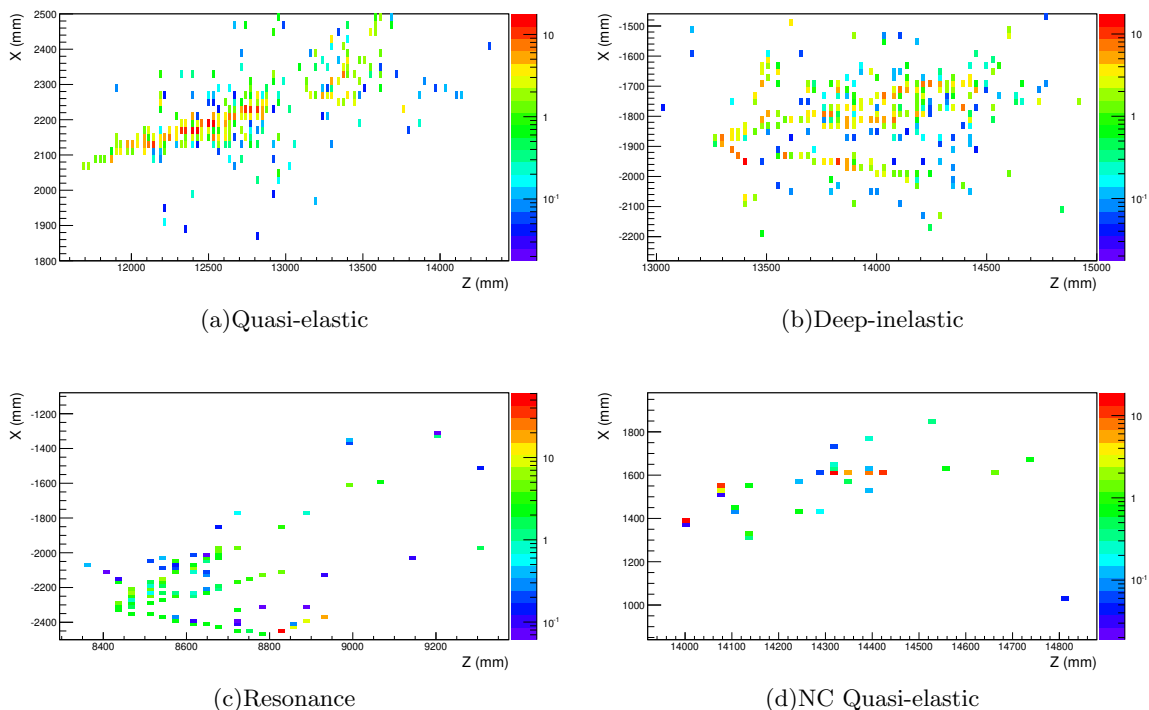 X (mm)
2500
2400
2300
2200
2100
2000
1900
1800
12000 12500 13000 13500 14000
Z (mm)
10
1
10-1
(a)Quasi-elastic
X (mm)
-1500
-1600
-1700
-1800
-1900
-2000
-2100
-2200
13000 13500 14000 14500 15000
Z (mm)
10
1
10-1
(b)Deep-inelastic
X (mm)
-1200
-1400
-1600
-1800
-2000
-2200
-2400
8400 8600 8800 9000 9200
Z (mm)
10
1
10-1
(c)Resonance
X (mm)
1800
1600
1400
1200
1000
14000 14100 14200 14300 14400 14500 14600 14700 14800
Z (mm)
10
1
10-1
(d)NC Quasi-elastic